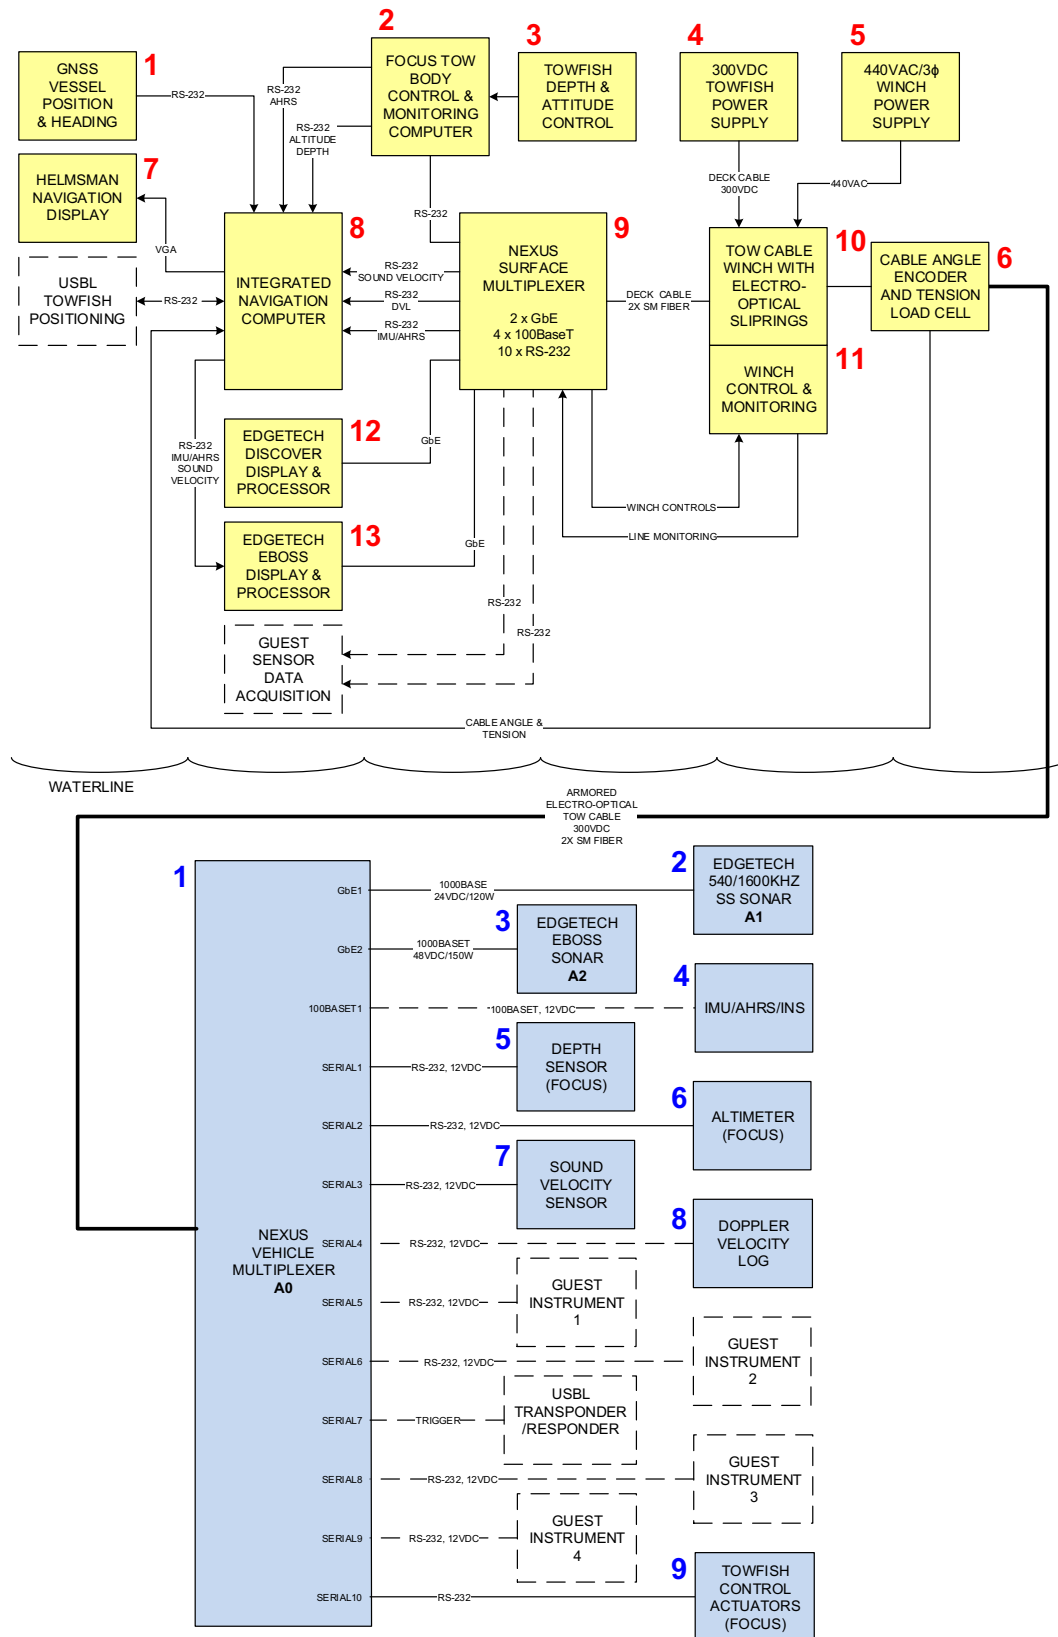 1
GNSS
VESSEL
POSITION
& HEADING
RS-232
2
FOCUS TOW
BODY
CONTROL &
MONITORING
COMPUTER
RS-232
AHRS
RS-232
ALTITUDE
DEPTH
3
TOWFISH
DEPTH &
ATTITUDE
CONTROL
4
300VDC
TOWFISH
POWER
SUPPLY
5
440VAC/3ϕ
WINCH
POWER
SUPPLY
7
HELMSMAN
NAVIGATION
DISPLAY
VGA
USBL
TOWFISH
POSITIONING
RS-232
8
INTEGRATED
NAVIGATION
COMPUTER
RS-232
RS-232
SOUND VELOCITY
RS-232
DVL
RS-232
IMU/AHRS
9
NEXUS
SURFACE
MULTIPLEXER
2 x GbE
4 x 100BaseT
10 x RS-232
DECK CABLE
300VDC
440VAC
DECK CABLE
2X SM FIBER
10
TOW CABLE
WINCH WITH
ELECTRO-
OPTICAL
SLIPRINGS
6
CABLE ANGLE
ENCODER
AND TENSION
LOAD CELL
11
WINCH
CONTROL &
MONITORING
RS-232
IMU/AHRS
SOUND
VELOCITY
12
EDGETECH
DISCOVER
DISPLAY &
PROCESSOR
GbE
13
EDGETECH
EBOSS
DISPLAY &
PROCESSOR
GbE
WINCH CONTROLS
LINE MONITORING
RS-232
RS-232
GUEST
SENSOR
DATA
ACQUISITION
CABLE ANGLE &
TENSION
WATERLINE
ARMORED
ELECTRO-OPTICAL
TOW CABLE
300VDC
2X SM FIBER
1
NEXUS
VEHICLE
MULTIPLEXER
A0
GbE1
1000BASE
24VDC/120W
2
EDGETECH
540/1600KHZ
SS SONAR
A1
GbE2
1000BASET
48VDC/150W
3
EDGETECH
EBOSS
SONAR
A2
100BASET1
100BASET, 12VDC
4
IMU/AHRS/INS
SERIAL1
RS-232, 12VDC
5
DEPTH
SENSOR
(FOCUS)
SERIAL2
RS-232, 12VDC
6
ALTIMETER
(FOCUS)
SERIAL3
RS-232, 12VDC
7
SOUND
VELOCITY
SENSOR
SERIAL4
RS-232, 12VDC
8
DOPPLER
VELOCITY
LOG
SERIAL5
RS-232, 12VDC
GUEST
INSTRUMENT
1
SERIAL6
RS-232, 12VDC
GUEST
INSTRUMENT
2
SERIAL7
TRIGGER
USBL
TRANSPONDER
/RESPONDER
SERIAL8
RS-232, 12VDC
GUEST
INSTRUMENT
3
SERIAL9
RS-232, 12VDC
GUEST
INSTRUMENT
4
SERIAL10
RS-232
9
TOWFISH
CONTROL
ACTUATORS
(FOCUS)